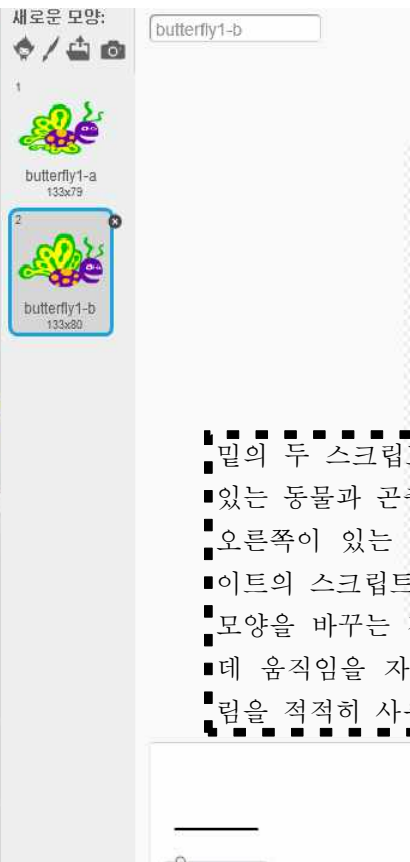 새로운 모양:
butterfly1-b
1
butterfly1-a
133x79
2
butterfly1-b
133x80
밑의 두 스크립
있는 동물과 곤
오른쪽이 있는
이트의 스크립트
모양을 바꾸는
데 움직임을 자
림을 적적히 사